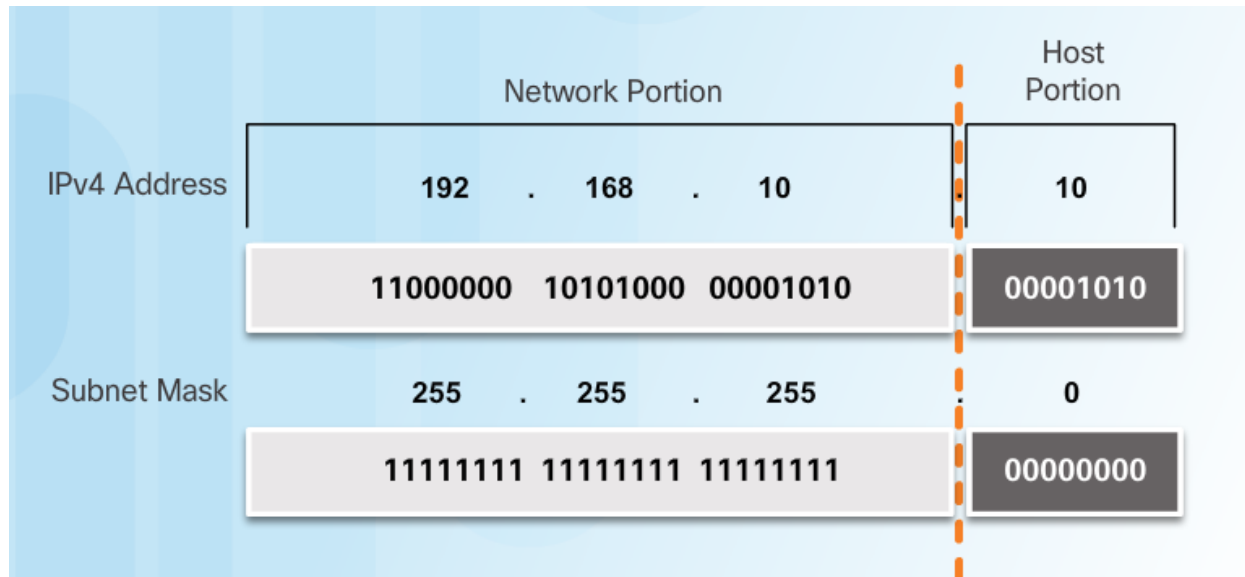 Host
Network Portion Portion
IPv4 Address 192 . 168 . 10 . 10
11000000 10101000 00001010 00001010
Subnet Mask 255 . 255 . 255 . 0
11111111 11111111 11111111 00000000